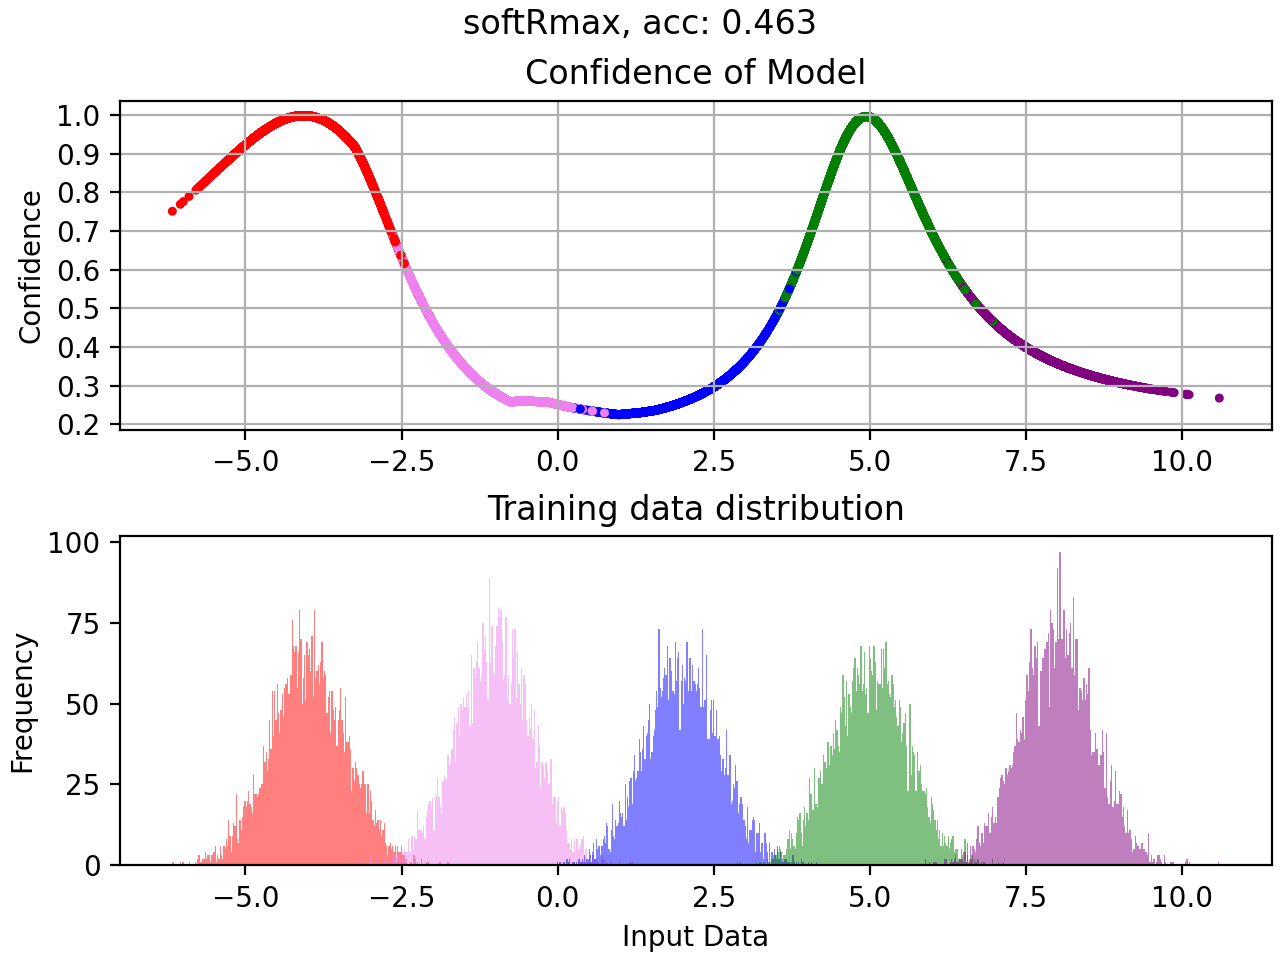 softRmax, acc: 0.463
Confidence of Model
Confidence
1.0
0.9
0.8
0.7
0.6
0.5
0.4
0.3
0.2
−5.0 −2.5 0.0 2.5 5.0 7.5 10.0
Training data distribution
Frequency
100
75
50
25
0
−5.0 −2.5 0.0 2.5 5.0 7.5 10.0
Input Data